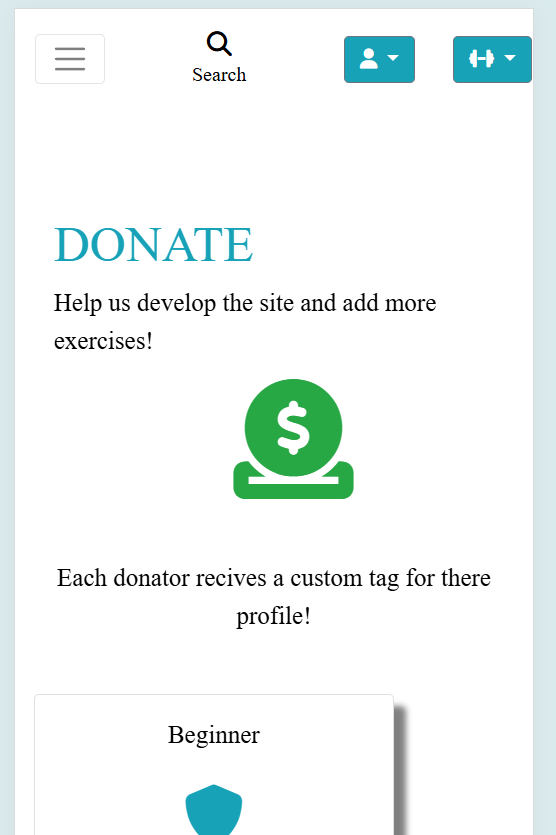 Search
DONATE
Help us develop the site and add more
exercises!
$
Each donator recives a custom tag for there
profile!
Beginner